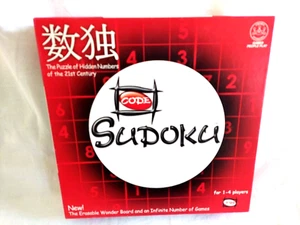 数独
The Puzzle of Hidden Numbers
of the 21st Century
CODE
SUDOKU
for 1-4 players
New!
The Erasable Wonder Board and an Infinite Number of Games